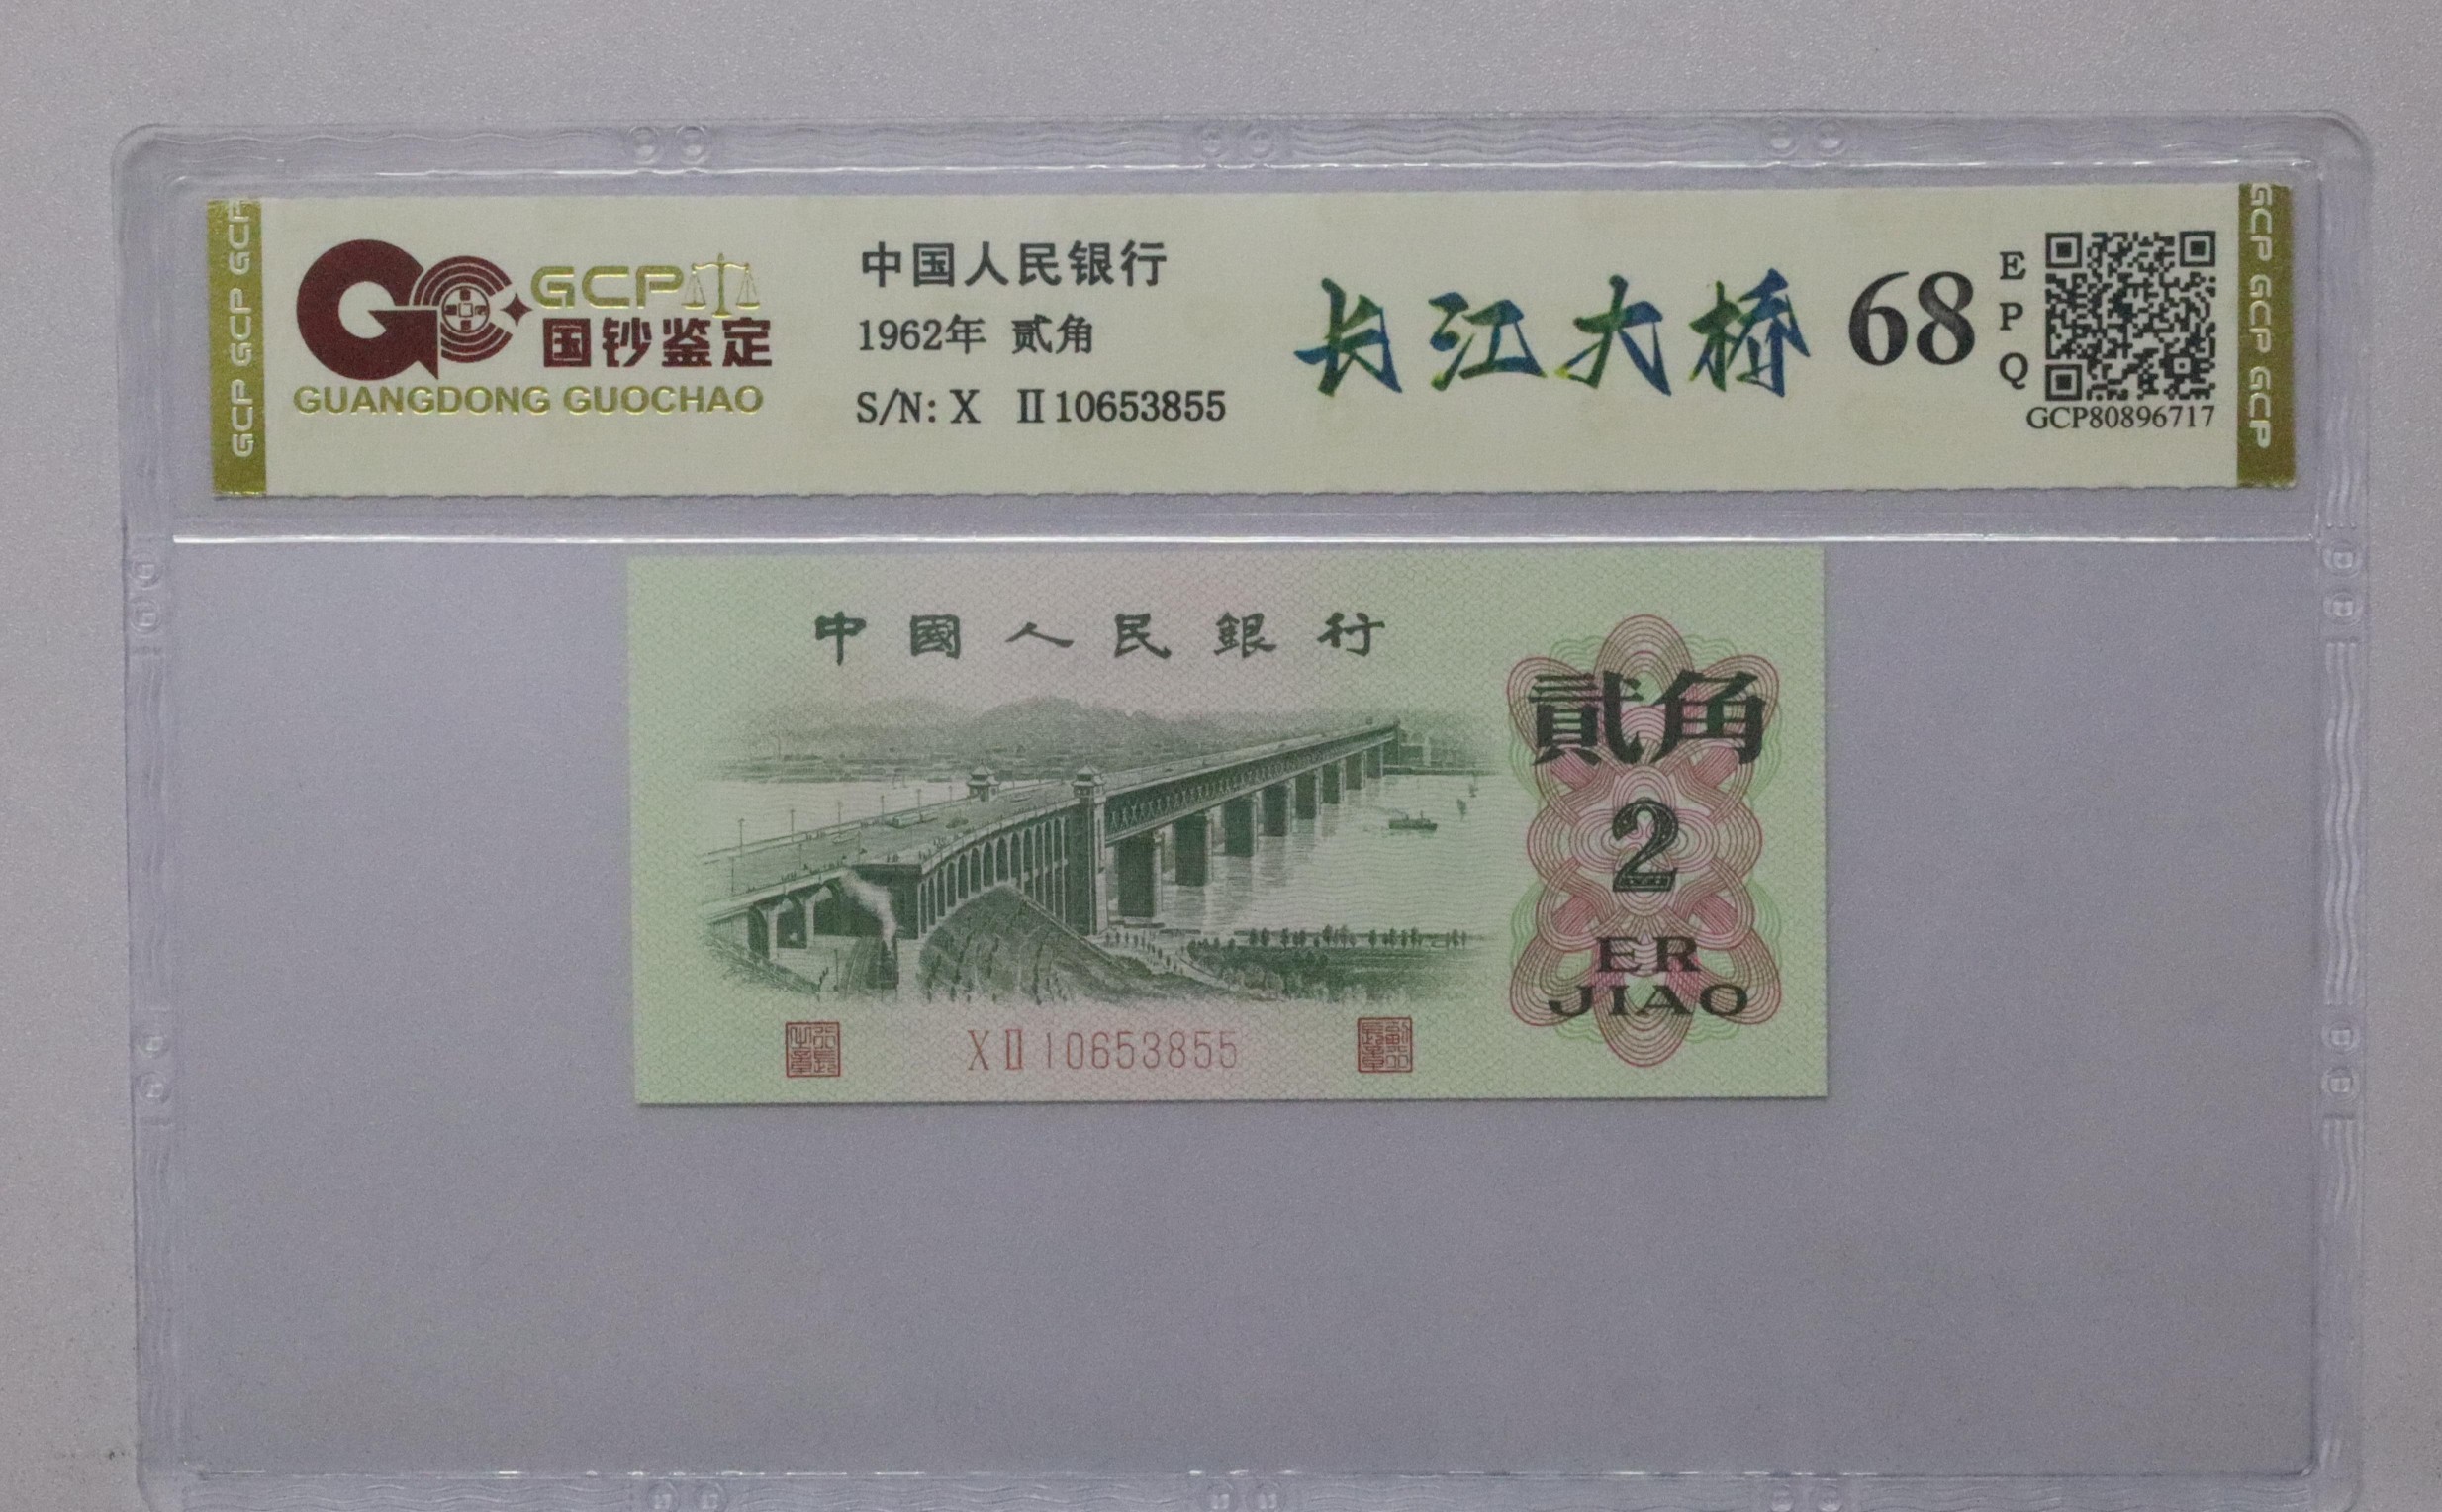 GCP GCP GCP
GCP
国钞鉴定
GUANGDONG GUOCHAO
中国人民银行
1962年 贰角
S/N: X Ⅱ10653855
长江大桥
68
EPQ
GCP80896717
GCP GCP GCP
中國人民銀行
貳角
2
ER
JIAO
XⅡ10653855